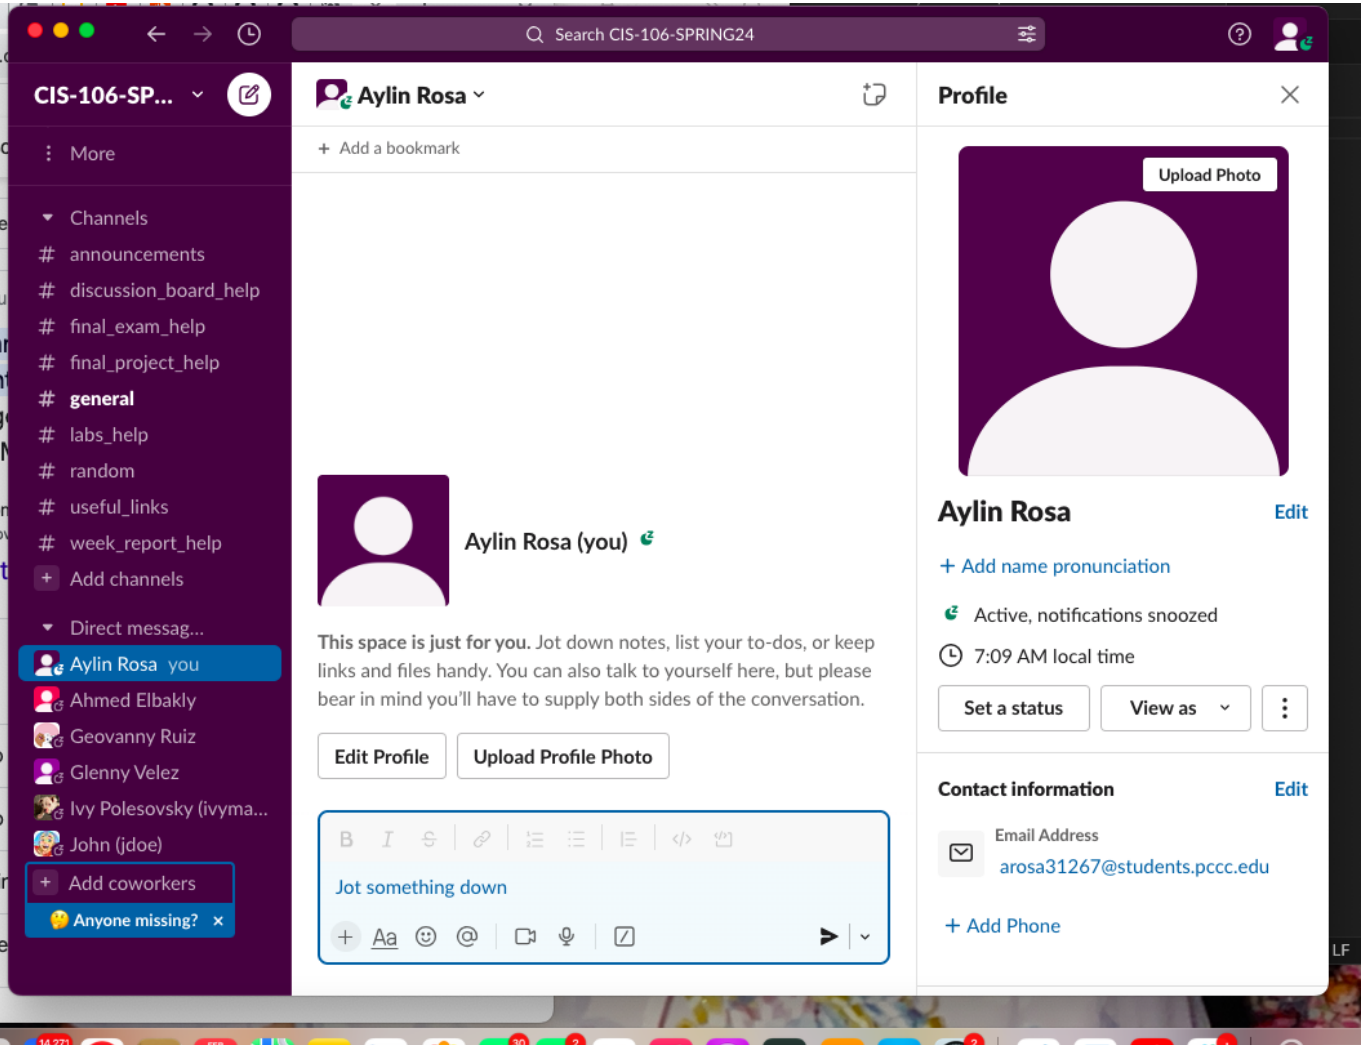 Search CIS-106-SPRING24
CIS-106-SP...
More
Channels
# announcements
# discussion_board_help
# final_exam_help
# final_project_help
# general
# labs_help
# random
# useful_links
# week_report_help
+ Add channels
Direct messag...
Aylin Rosa you
Ahmed Elbakly
Geovanny Ruiz
Glenny Velez
Ivy Polesovsky (ivyma...
John (jdoe)
+ Add coworkers
Anyone missing? ×
Aylin Rosa
+ Add a bookmark
Aylin Rosa (you)
This space is just for you. Jot down notes, list your to-dos, or keep
links and files handy. You can also talk to yourself here, but please
bear in mind you'll have to supply both sides of the conversation.
Edit Profile
Upload Profile Photo
B I S
Jot something down
+ Aa @
Profile
Upload Photo
Aylin Rosa
Edit
+ Add name pronunciation
Active, notifications snoozed
7:09 AM local time
Set a status
View as
Contact information
Edit
Email Address
arosa31267@students.pccc.edu
+ Add Phone
LF
14,271
FEB
30
2
2